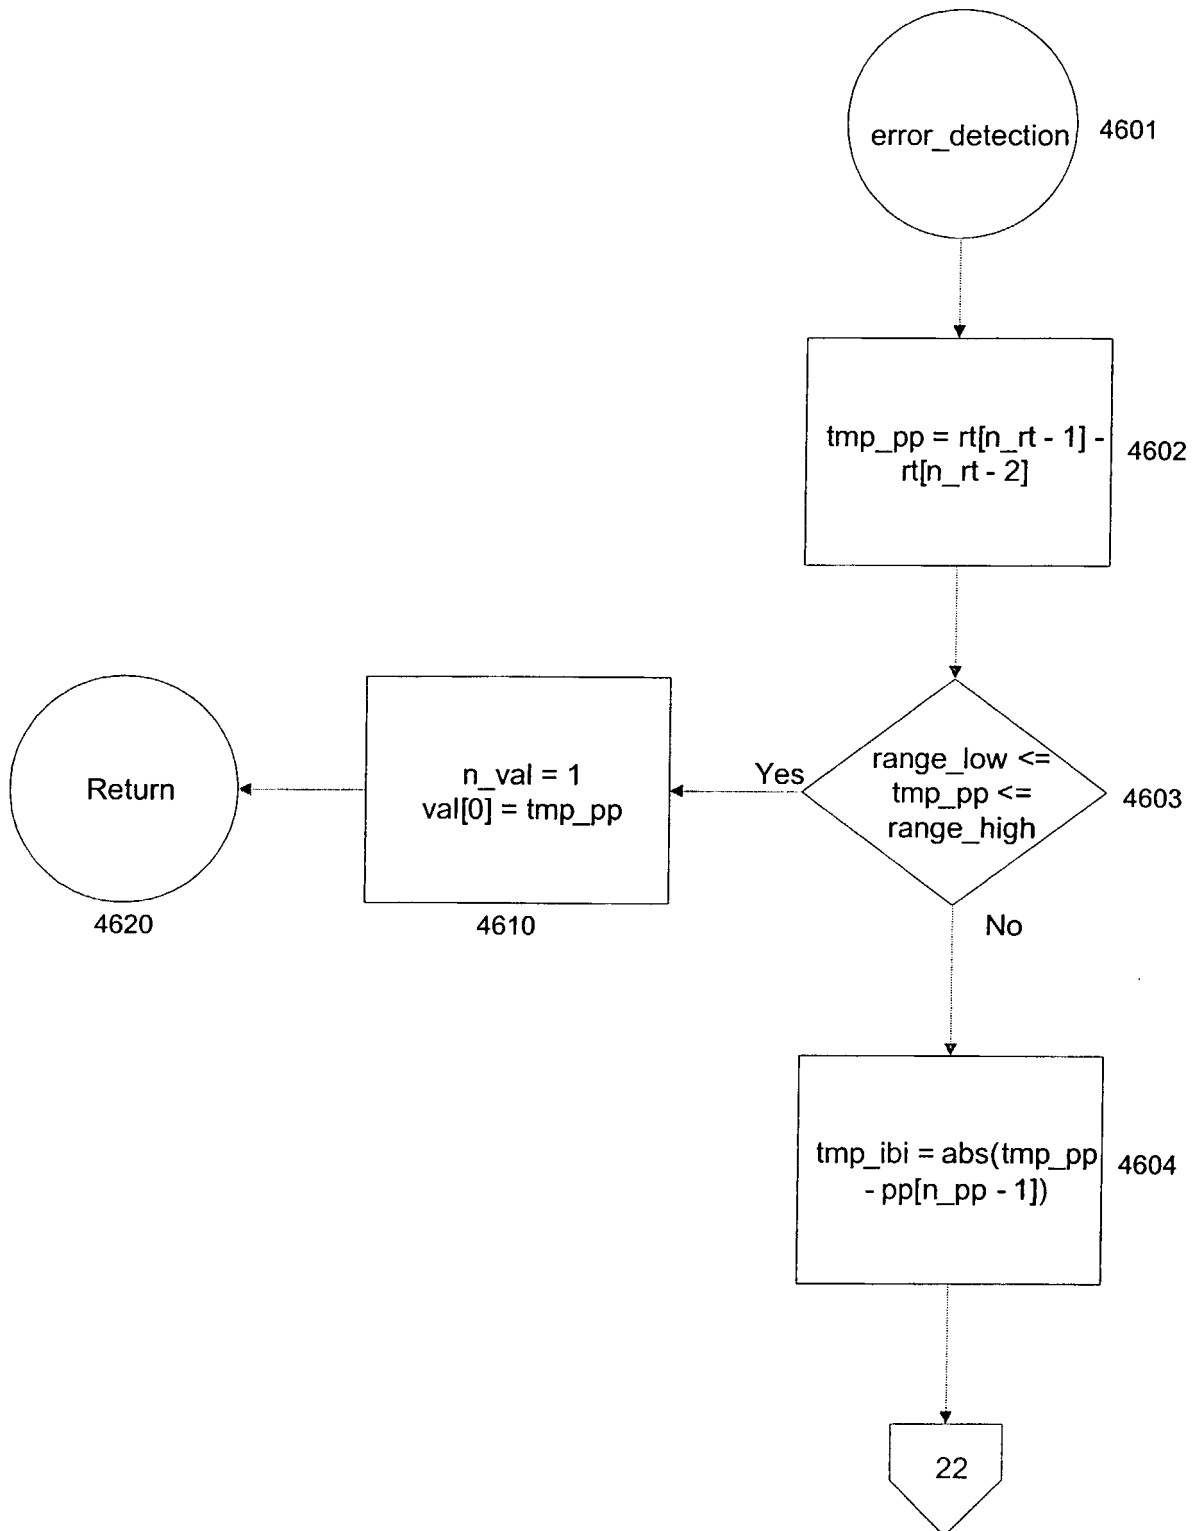 error_detection
4601
tmp_pp = rt[n_rt - 1] -
rt[n_rt - 2]
4602
range_low <=
tmp_pp <=
range_high
4603
Yes
n_val = 1
val[0] = tmp_pp
4610
Return
4620
No
tmp_ibi = abs(tmp_pp
- pp[n_pp - 1])
4604
22